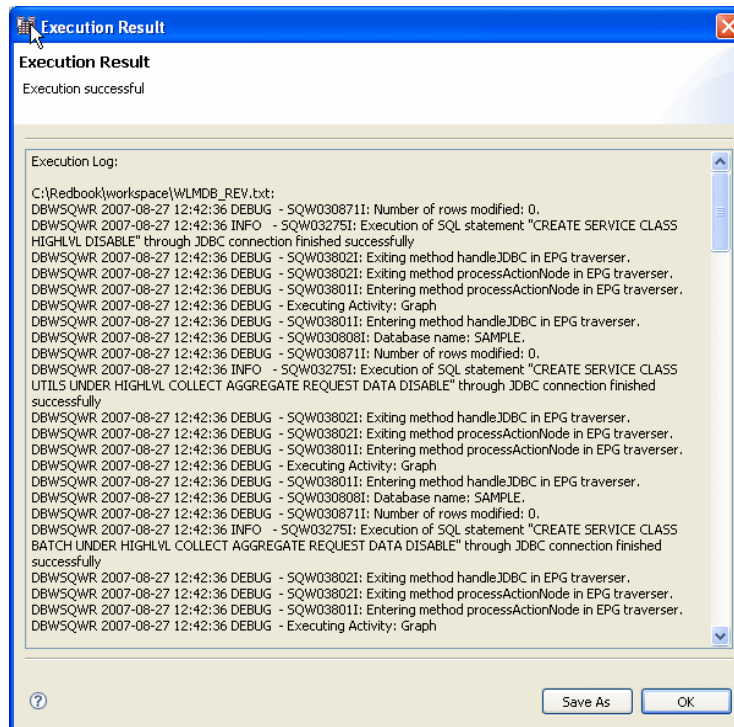 Execution Result
Execution Result
Execution successful
Execution Log:
C:\Redbook\workspace\WLMDB_REV.txt:
DBWSQWR 2007-08-27 12:42:36 DEBUG - SQW030871I: Number of rows modified: 0.
DBWSQWR 2007-08-27 12:42:36 INFO - SQW03275I: Execution of SQL statement "CREATE SERVICE CLASS
HIGHLVL DISABLE" through JDBC connection finished successfully
DBWSQWR 2007-08-27 12:42:36 DEBUG - SQW03802I: Exiting method handleJDBC in EPG traverser.
DBWSQWR 2007-08-27 12:42:36 DEBUG - SQW03802I: Exiting method processActionNode in EPG traverser.
DBWSQWR 2007-08-27 12:42:36 DEBUG - SQW03801I: Entering method processActionNode in EPG traverser.
DBWSQWR 2007-08-27 12:42:36 DEBUG - Executing Activity: Graph
DBWSQWR 2007-08-27 12:42:36 DEBUG - SQW03801I: Entering method handleJDBC in EPG traverser.
DBWSQWR 2007-08-27 12:42:36 DEBUG - SQW030808I: Database name: SAMPLE.
DBWSQWR 2007-08-27 12:42:36 DEBUG - SQW030871I: Number of rows modified: 0.
DBWSQWR 2007-08-27 12:42:36 INFO - SQW03275I: Execution of SQL statement "CREATE SERVICE CLASS
UTILS UNDER HIGHLVL COLLECT AGGREGATE REQUEST DATA DISABLE" through JDBC connection finished
successfully
DBWSQWR 2007-08-27 12:42:36 DEBUG - SQW03802I: Exiting method handleJDBC in EPG traverser.
DBWSQWR 2007-08-27 12:42:36 DEBUG - SQW03802I: Exiting method processActionNode in EPG traverser.
DBWSQWR 2007-08-27 12:42:36 DEBUG - SQW03801I: Entering method processActionNode in EPG traverser.
DBWSQWR 2007-08-27 12:42:36 DEBUG - Executing Activity: Graph
DBWSQWR 2007-08-27 12:42:36 DEBUG - SQW03801I: Entering method handleJDBC in EPG traverser.
DBWSQWR 2007-08-27 12:42:36 DEBUG - SQW030808I: Database name: SAMPLE.
DBWSQWR 2007-08-27 12:42:36 DEBUG - SQW030871I: Number of rows modified: 0.
DBWSQWR 2007-08-27 12:42:36 INFO - SQW03275I: Execution of SQL statement "CREATE SERVICE CLASS
BATCH UNDER HIGHLVL COLLECT AGGREGATE REQUEST DATA DISABLE" through JDBC connection finished
successfully
DBWSQWR 2007-08-27 12:42:36 DEBUG - SQW03802I: Exiting method handleJDBC in EPG traverser.
DBWSQWR 2007-08-27 12:42:36 DEBUG - SQW03802I: Exiting method processActionNode in EPG traverser.
DBWSQWR 2007-08-27 12:42:36 DEBUG - SQW03801I: Entering method processActionNode in EPG traverser.
DBWSQWR 2007-08-27 12:42:36 DEBUG - Executing Activity: Graph
?
Save As
OK